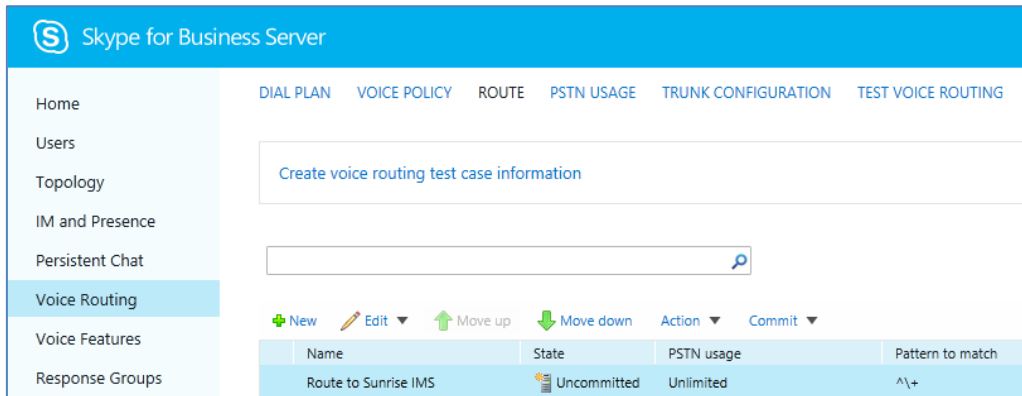 Skype for Business Server
Home
Users
Topology
IM and Presence
Persistent Chat
Voice Routing
Voice Features
Response Groups
DIAL PLAN VOICE POLICY ROUTE PSTN USAGE TRUNK CONFIGURATION TEST VOICE ROUTING
Create voice routing test case information
New Edit Move up Move down Action Commit
Name State PSTN usage Pattern to match
Route to Sunrise IMS Uncommitted Unlimited ^\+